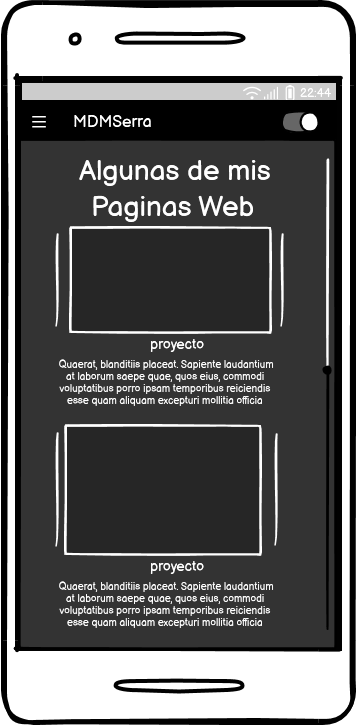 22:44
MDMSerra
Algunas de mis
Paginas Web
proyecto
Quaerat, blanditiis placeat. Sapiente laudantium
at laborum saepe quae, quos eius, commodi
voluptatibus porro ipsam temporibus reiciendis
esse quam aliquam excepturi mollitia officia
proyecto
Quaerat, blanditiis placeat. Sapiente laudantium
at laborum saepe quae, quos eius, commodi
voluptatibus porro ipsam temporibus reiciendis
esse quam aliquam excepturi mollitia officia